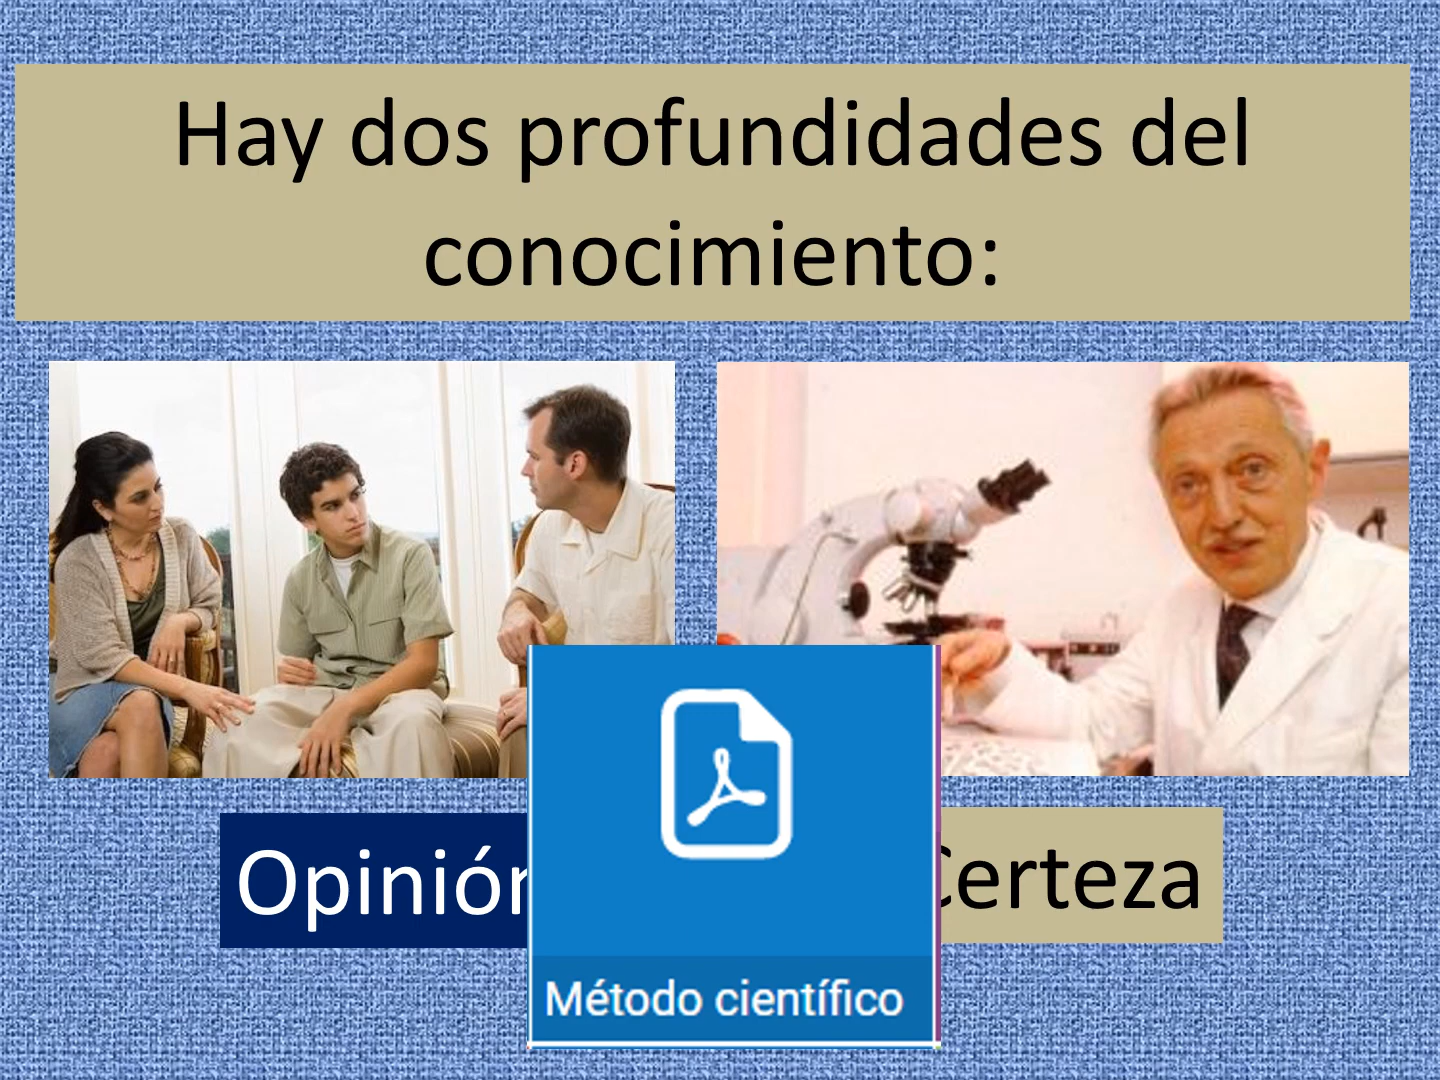 Hay dos profundidades del
conocimiento:
Opinión
Certeza
Método científico